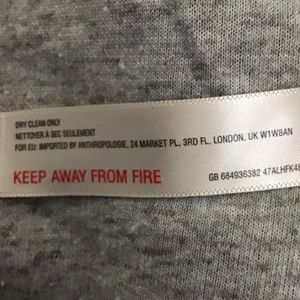 DRY CLEAN ONLY
NETTOYER A SEC SEULEMENT
FOR EU: IMPORTED BY ANTHROPOLOGIE, 24 MARKET PL, 3RD FL, LONDON, UK W1W8AN
KEEP AWAY FROM FIRE
GB 684936382 47ALHFK48